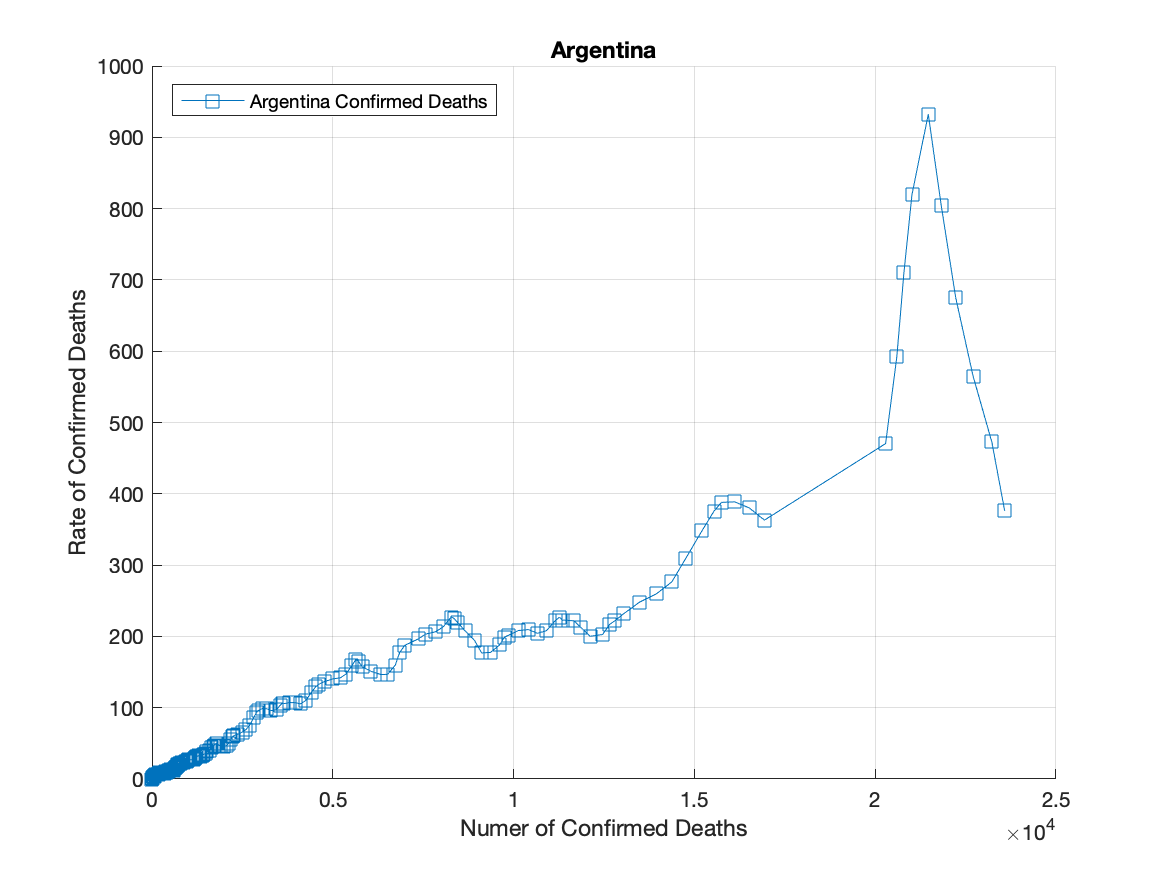 Argentina
Argentina Confirmed Deaths
1000
900
800
700
600
500
400
300
200
100
0
Rate of Confirmed Deaths
0 0.5 1 1.5 2 2.5
×10^4
Numer of Confirmed Deaths